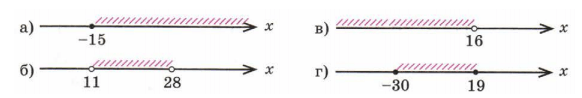 а) −15 x
б) 11 28 x
в) 16 x
г) −30 19 x